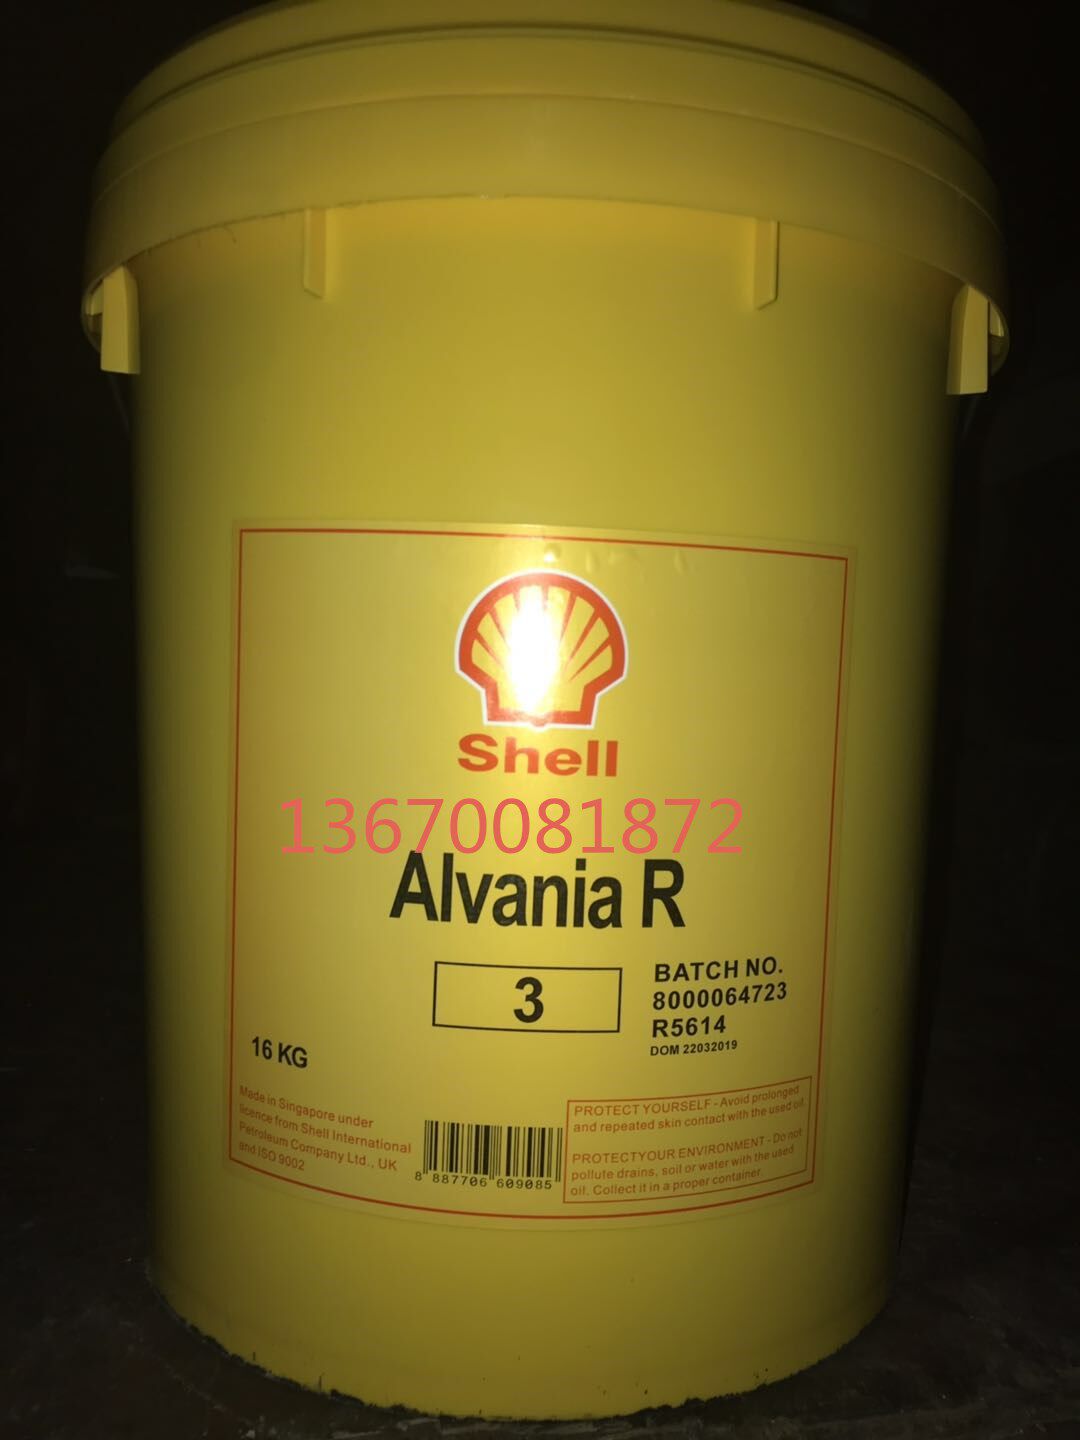 Shell
13670081872
Alvania R
3
BATCH NO.
8000064723
R5614
DOM 22032019
16 KG
Made in Singapore under
licence from Shell International
Petroleum Company Ltd., UK
and ISO 9002
8 887706 609085
PROTECT YOURSELF - Avoid prolonged
and repeated skin contact with the used oil.
PROTECTYOUR ENVIRONMENT - Do not
pollute drains, soil or water with the used
oil. Collect it in a proper container.